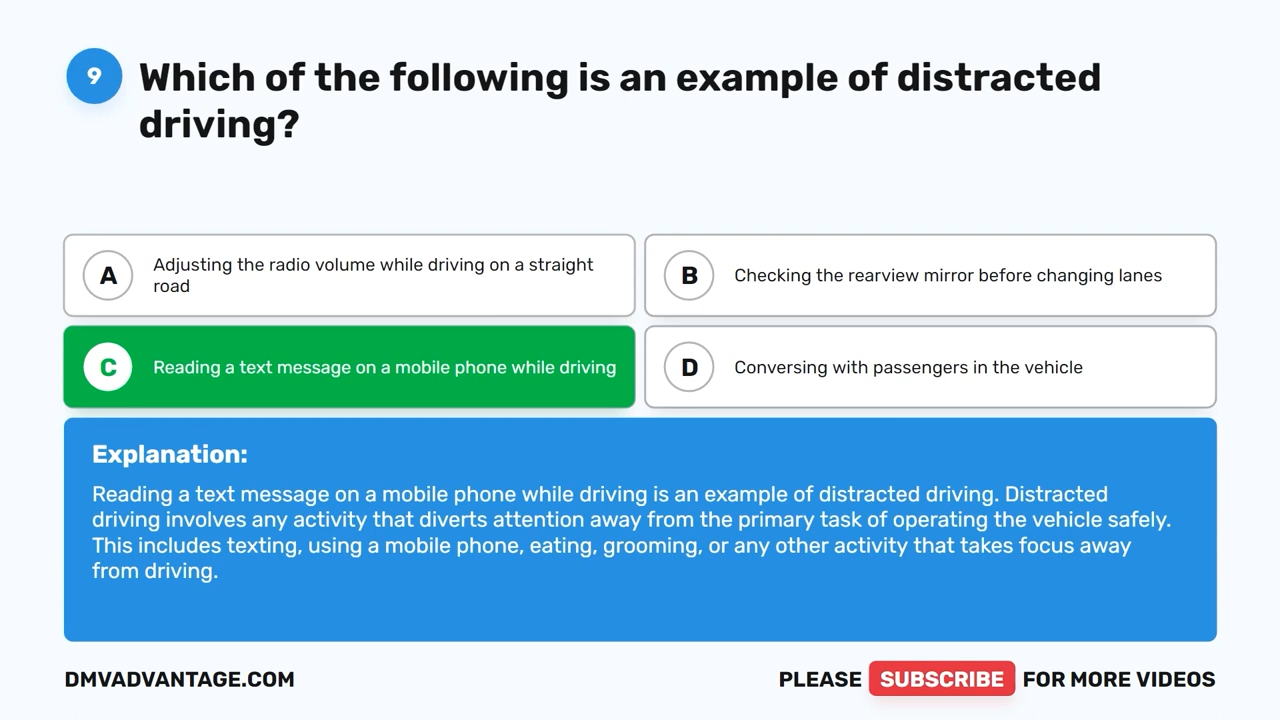 9
Which of the following is an example of distracted
driving?
A
Adjusting the radio volume while driving on a straight
road
B
Checking the rearview mirror before changing lanes
C
Reading a text message on a mobile phone while driving
D
Conversing with passengers in the vehicle
Explanation:
Reading a text message on a mobile phone while driving is an example of distracted driving. Distracted
driving involves any activity that diverts attention away from the primary task of operating the vehicle safely.
This includes texting, using a mobile phone, eating, grooming, or any other activity that takes focus away
from driving.
DMVADVANTAGE.COM
PLEASE SUBSCRIBE FOR MORE VIDEOS